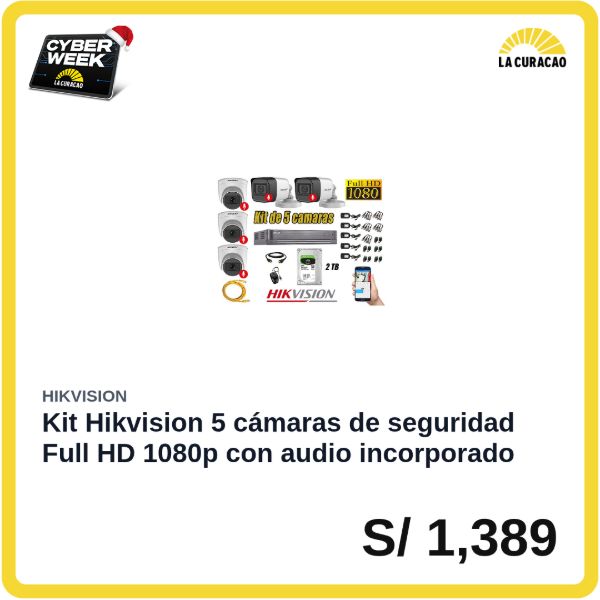 CYBER
WEEK
LA CURACAO
LA CURACAO
Full HD
1080
Kit de 5 camaras
2 TB
HIKVISION
HIKVISION
Kit Hikvision 5 cámaras de seguridad
Full HD 1080p con audio incorporado
S/ 1,389